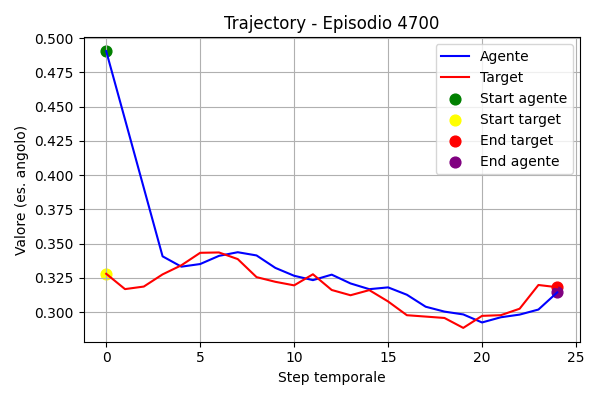 Trajectory - Episodio 4700
Valore (es. angolo)
0.500
0.475
0.450
0.425
0.400
0.375
0.350
0.325
0.300
Agente
Target
Start agente
Start target
End target
End agente
0
5
10
15
20
25
Step temporale